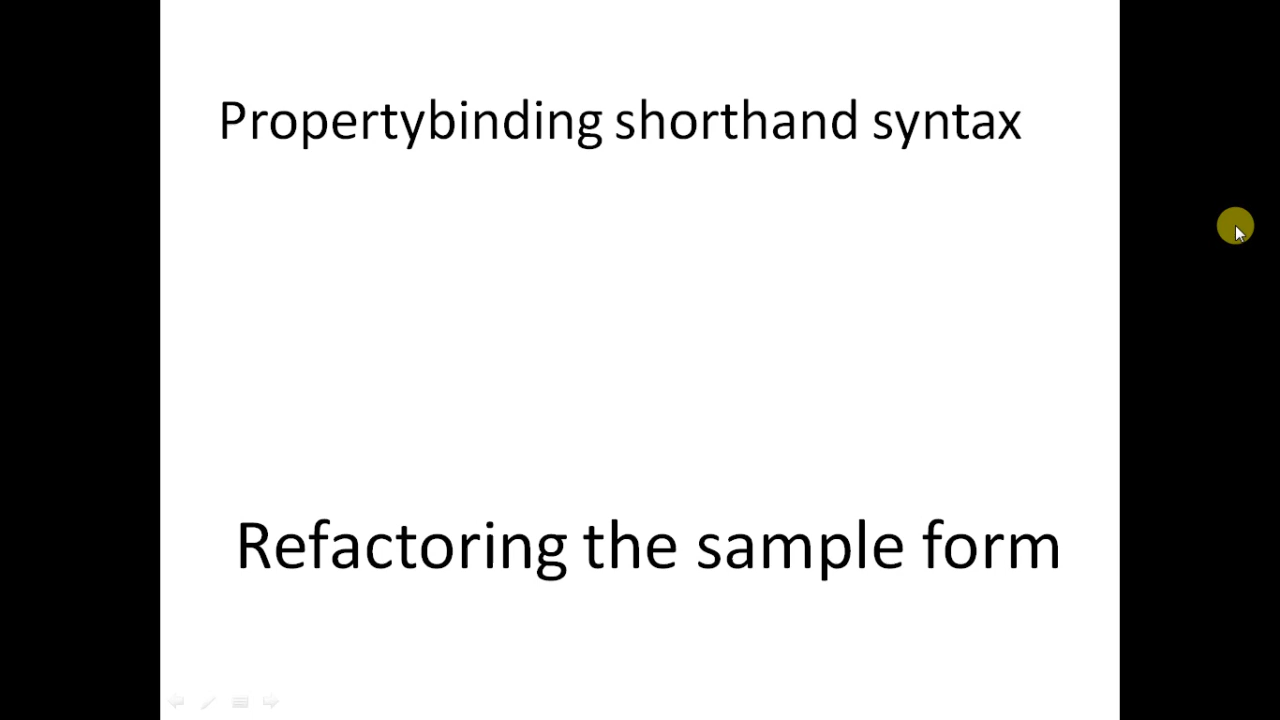 Propertybinding shorthand syntax
Refactoring the sample form